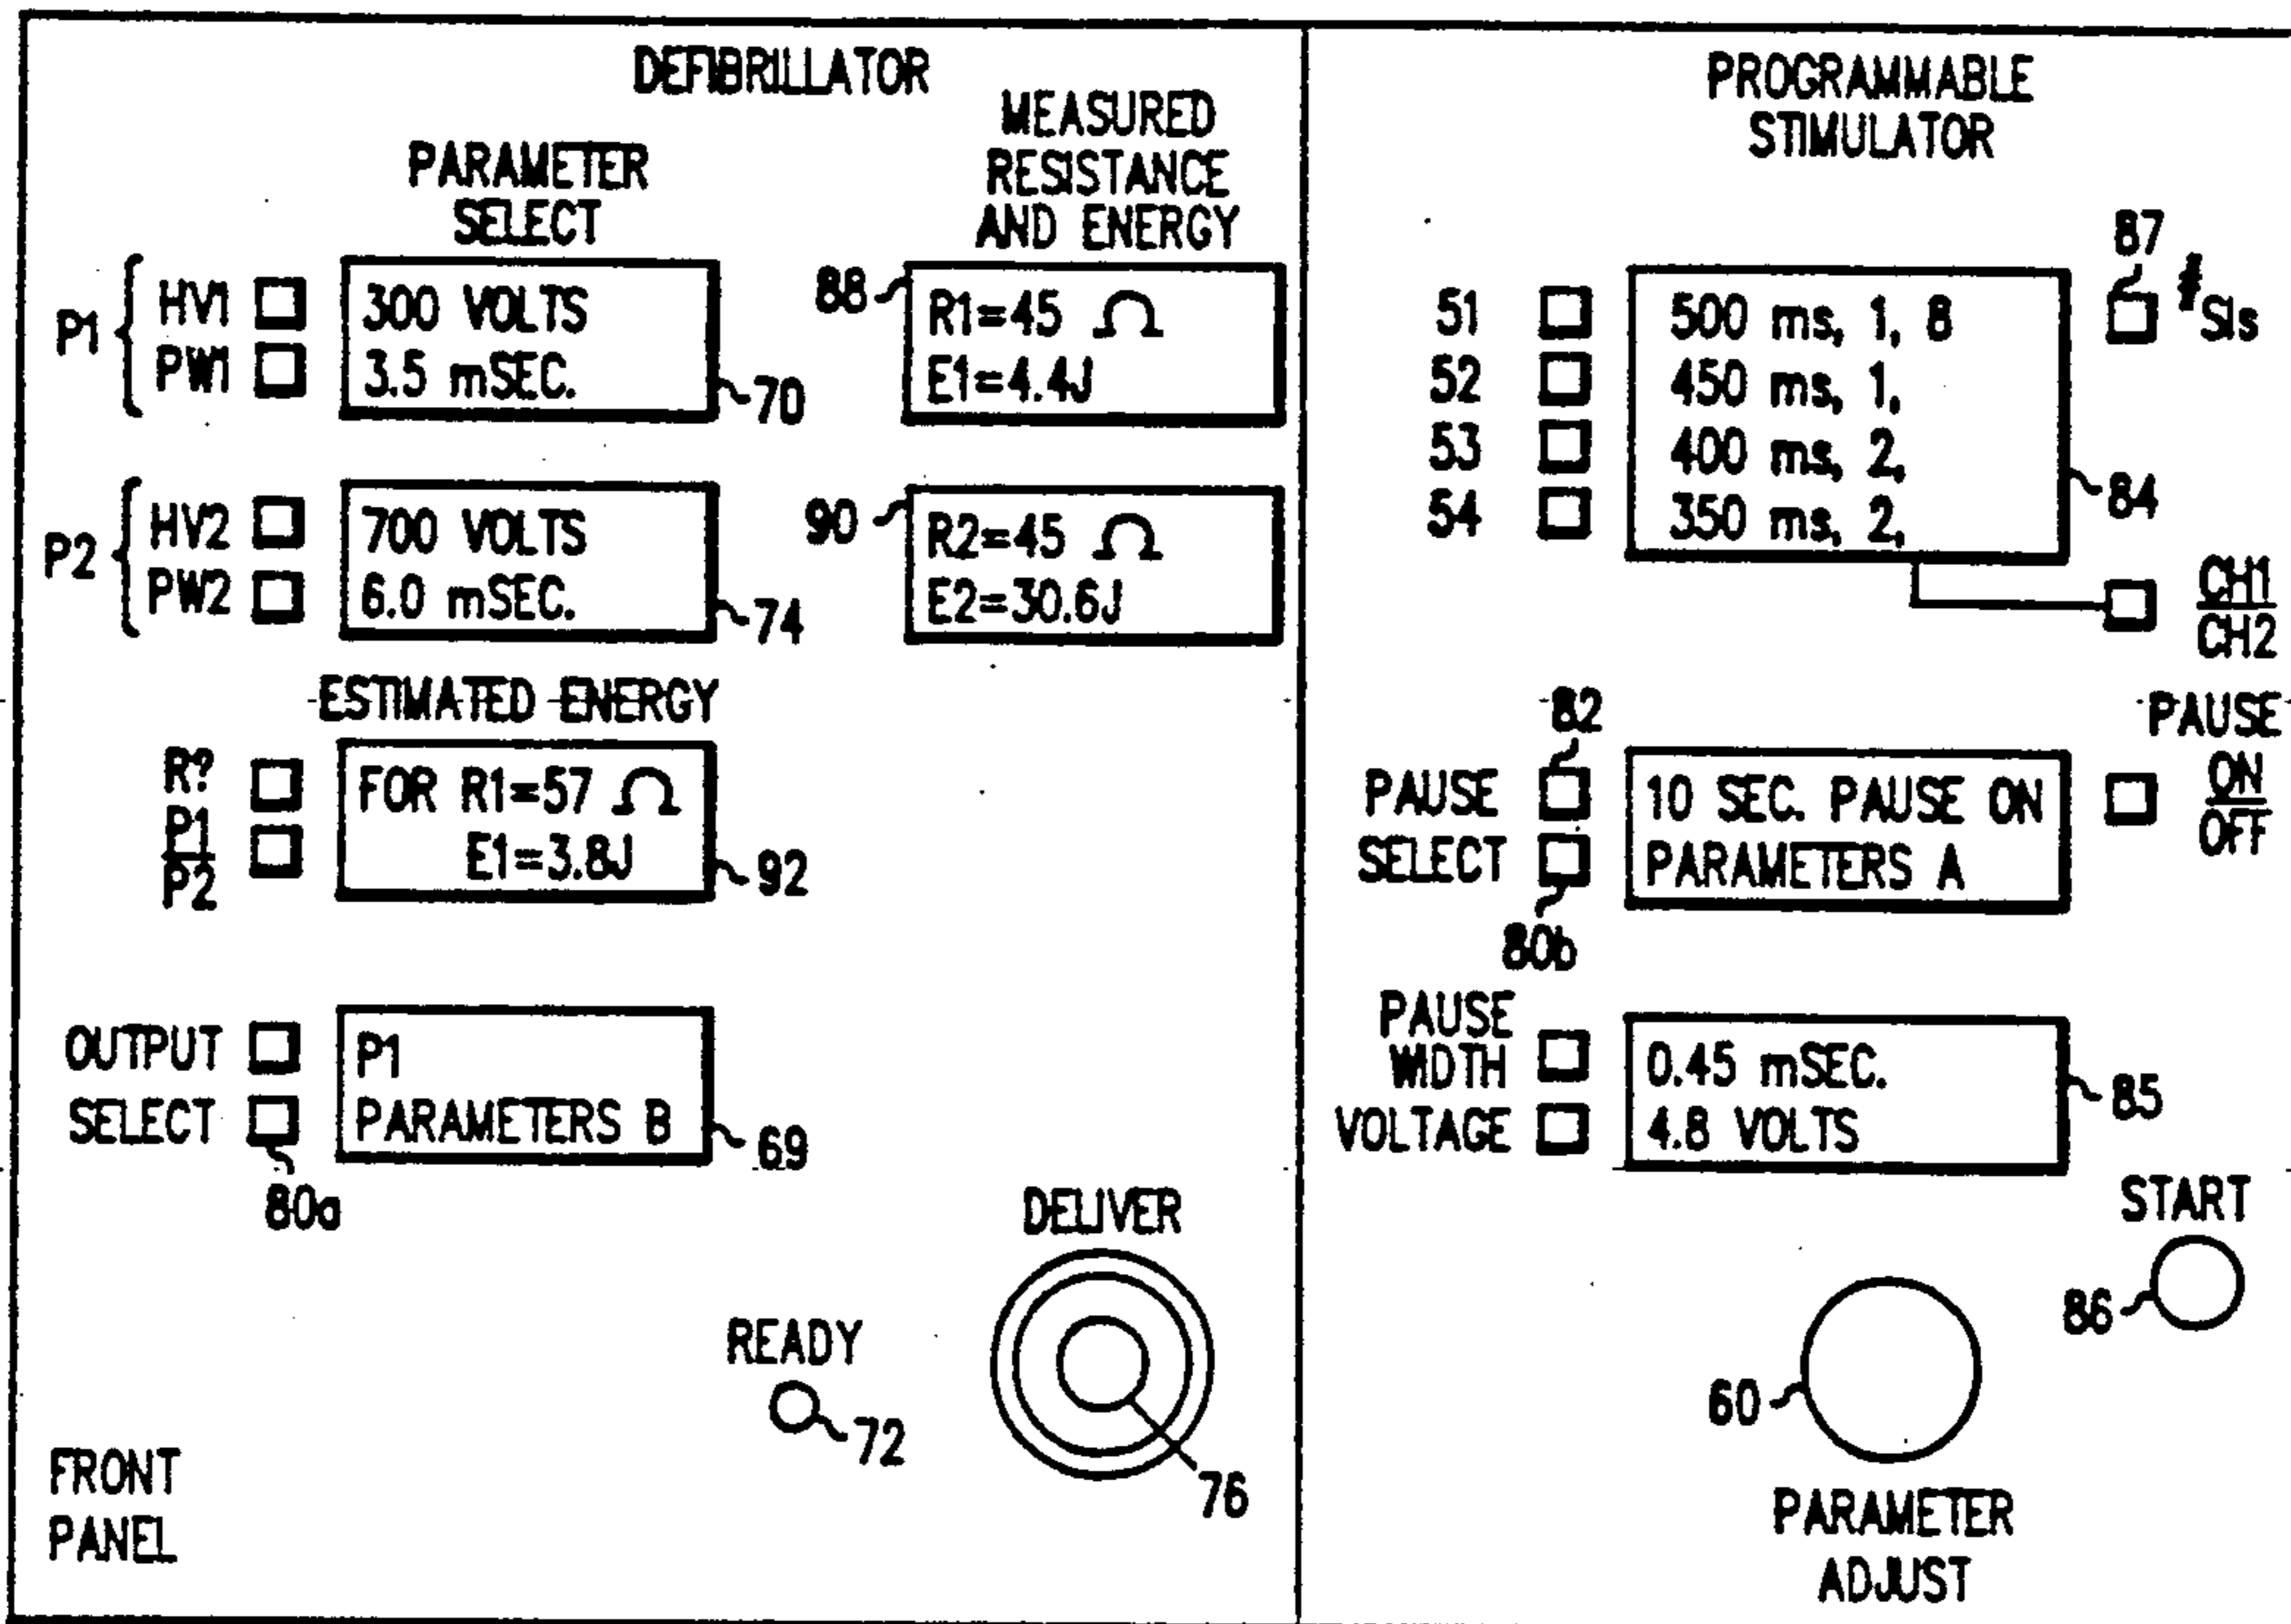 DEFIBRILLATOR
PARAMETER
SELECT
MEASURED
RESISTANCE
AND ENERGY
P1
HV1
PW1
300 VOLTS
3.5 mSEC.
70
88
R1=45 Ω
E1=4.4J
P2
HV2
PW2
700 VOLTS
6.0 mSEC.
74
90
R2=45 Ω
E2=30.6J
ESTIMATED ENERGY
R?
P1
P2
FOR R1=57 Ω
E1=3.8J
92
OUTPUT
SELECT
80a
P1
PARAMETERS B
69
READY
72
DELIVER
76
FRONT
PANEL
PROGRAMMABLE
STIMULATOR
51
52
53
54
500 ms, 1, 8
450 ms, 1,
400 ms, 2,
350 ms, 2,
84
87
#
SIs
CH1
CH2
82
PAUSE
SELECT
80b
10 SEC. PAUSE ON
PARAMETERS A
PAUSE
ON
OFF
PAUSE
WIDTH
VOLTAGE
0.45 mSEC.
4.8 VOLTS
85
START
86
60
PARAMETER
ADJUST